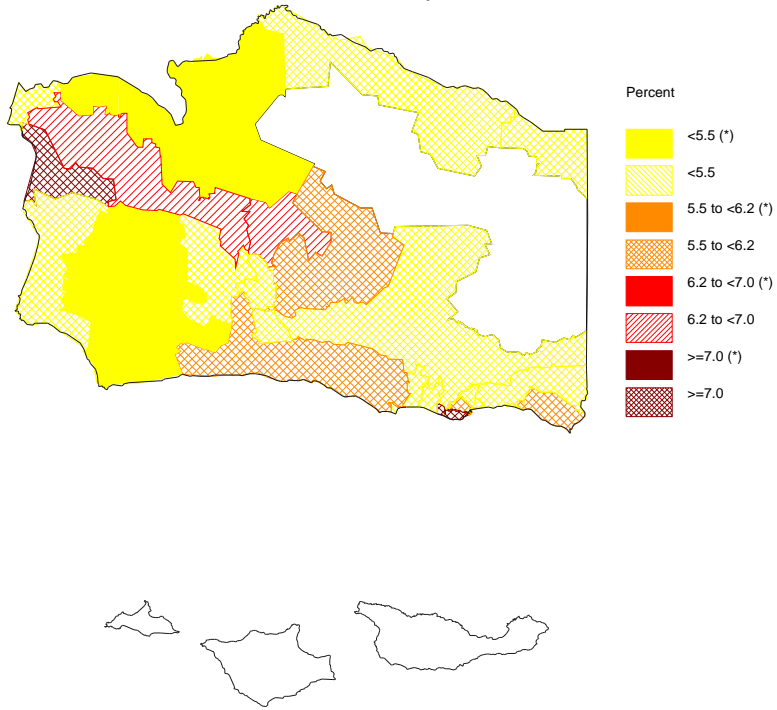 Percent
<5.5 (*)
<5.5
5.5 to <6.2 (*)
5.5 to <6.2
6.2 to <7.0 (*)
6.2 to <7.0
>=7.0 (*)
>=7.0